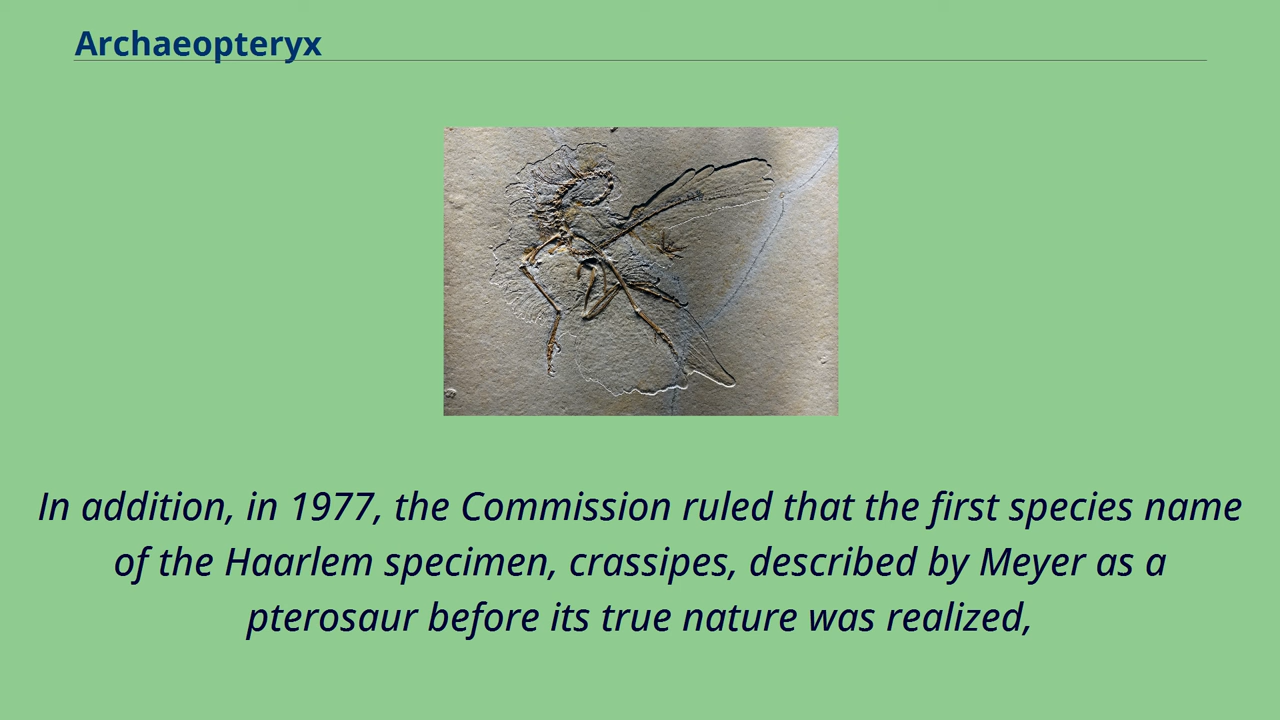 Archaeopteryx
In addition, in 1977, the Commission ruled that the first species name
of the Haarlem specimen, crassipes, described by Meyer as a
pterosaur before its true nature was realized,